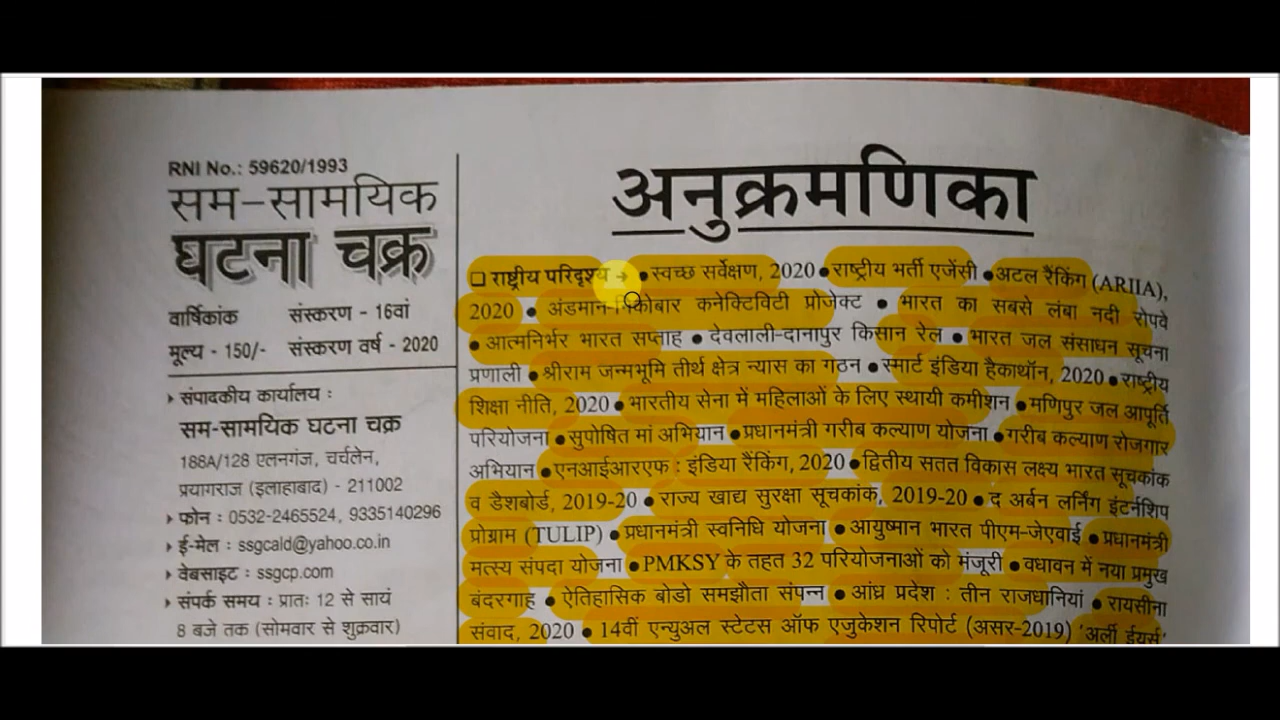 RNI No.: 59620/1993
सम-सामयिक
घटना चक्र
वार्षिकांक संस्करण - 16वां
मूल्य - 150/- संस्करण वर्ष - 2020
संपादकीय कार्यालय :
सम-सामयिक घटना चक्र
188A/128 एलनगंज, चर्चलेन,
प्रयागराज (इलाहाबाद) - 211002
फोन : 0532-2465524, 9335140296
ई-मेल : ssgcald@yahoo.co.in
वेबसाइट : ssgcp.com
संपर्क समय : प्रातः 12 से सायं
8 बजे तक (सोमवार से शुक्रवार)
अनुक्रमणिका
❑ राष्ट्रीय परिदृश्य → ● स्वच्छ सर्वेक्षण, 2020 ● राष्ट्रीय भर्ती एजेंसी ● अटल रैंकिंग (ARIIA),
2020 ● अंडमान-निकोबार कनेक्टिविटी प्रोजेक्ट ● भारत का सबसे लंबा नदी रोपवे
● आत्मनिर्भर भारत सप्ताह ● देवलाली-दानापुर किसान रेल ● भारत जल संसाधन सूचना
प्रणाली ● श्रीराम जन्मभूमि तीर्थ क्षेत्र न्यास का गठन ● स्मार्ट इंडिया हैकाथॉन, 2020 ● राष्ट्रीय
शिक्षा नीति, 2020 ● भारतीय सेना में महिलाओं के लिए स्थायी कमीशन ● मणिपुर जल आपूर्ति
परियोजना ● सुपोषित मां अभियान ● प्रधानमंत्री गरीब कल्याण योजना ● गरीब कल्याण रोजगार
अभियान ● एनआईआरएफ : इंडिया रैंकिंग, 2020 ● द्वितीय सतत विकास लक्ष्य भारत सूचकांक
व डैशबोर्ड, 2019-20 ● राज्य खाद्य सुरक्षा सूचकांक, 2019-20 ● द अर्बन लर्निंग इंटर्नशिप
प्रोग्राम (TULIP) ● प्रधानमंत्री स्वनिधि योजना ● आयुष्मान भारत पीएम-जेएवाई ● प्रधानमंत्री
मत्स्य संपदा योजना ● PMKSY के तहत 32 परियोजनाओं को मंजूरी ● वधावन में नया प्रमुख
बंदरगाह ● ऐतिहासिक बोडो समझौता संपन्न ● आंध्र प्रदेश : तीन राजधानियां ● रायसीना
संवाद, 2020 ● 14वीं एन्युअल स्टेटस ऑफ एजुकेशन रिपोर्ट (असर-2019) 'अर्ली ईयर्स'